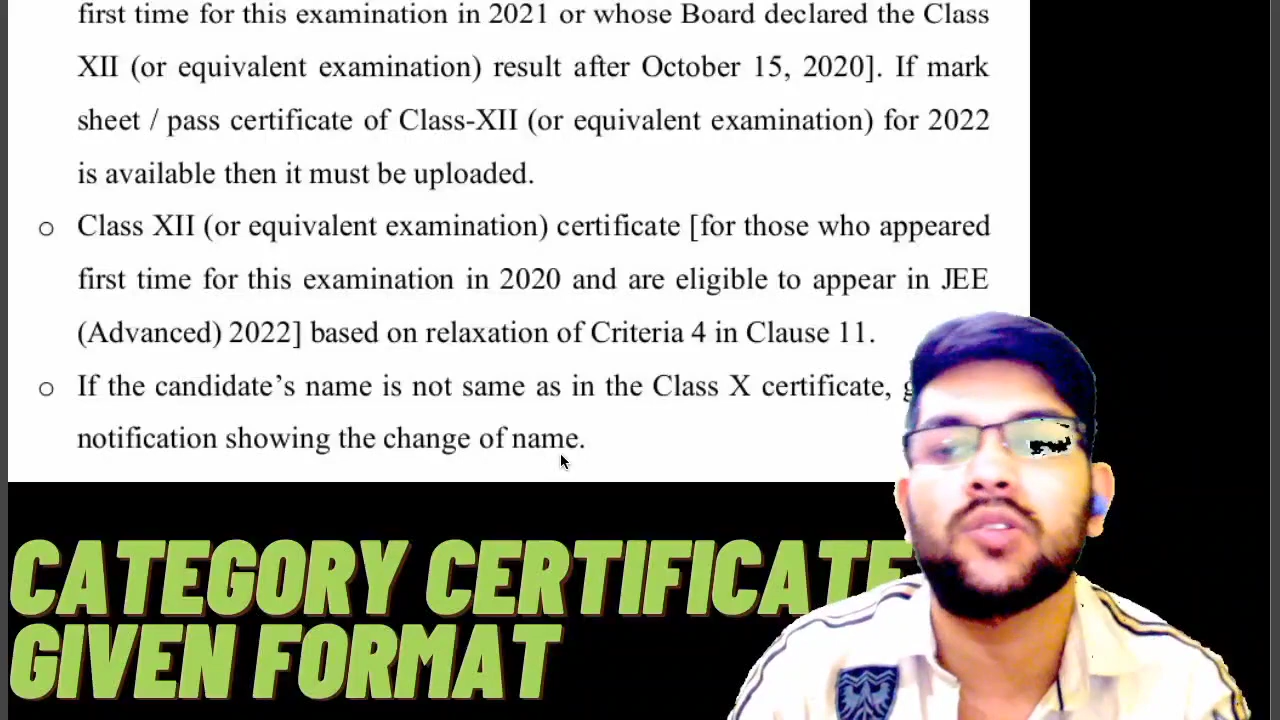 first time for this examination in 2021 or whose Board declared the Class
XII (or equivalent examination) result after October 15, 2020]. If mark
sheet / pass certificate of Class-XII (or equivalent examination) for 2022
is available then it must be uploaded.
o Class XII (or equivalent examination) certificate [for those who appeared
first time for this examination in 2020 and are eligible to appear in JEE
(Advanced) 2022] based on relaxation of Criteria 4 in Clause 11.
o If the candidate’s name is not same as in the Class X certificate,
notification showing the change of name.
CATEGORY CERTIFICATE
GIVEN FORMAT